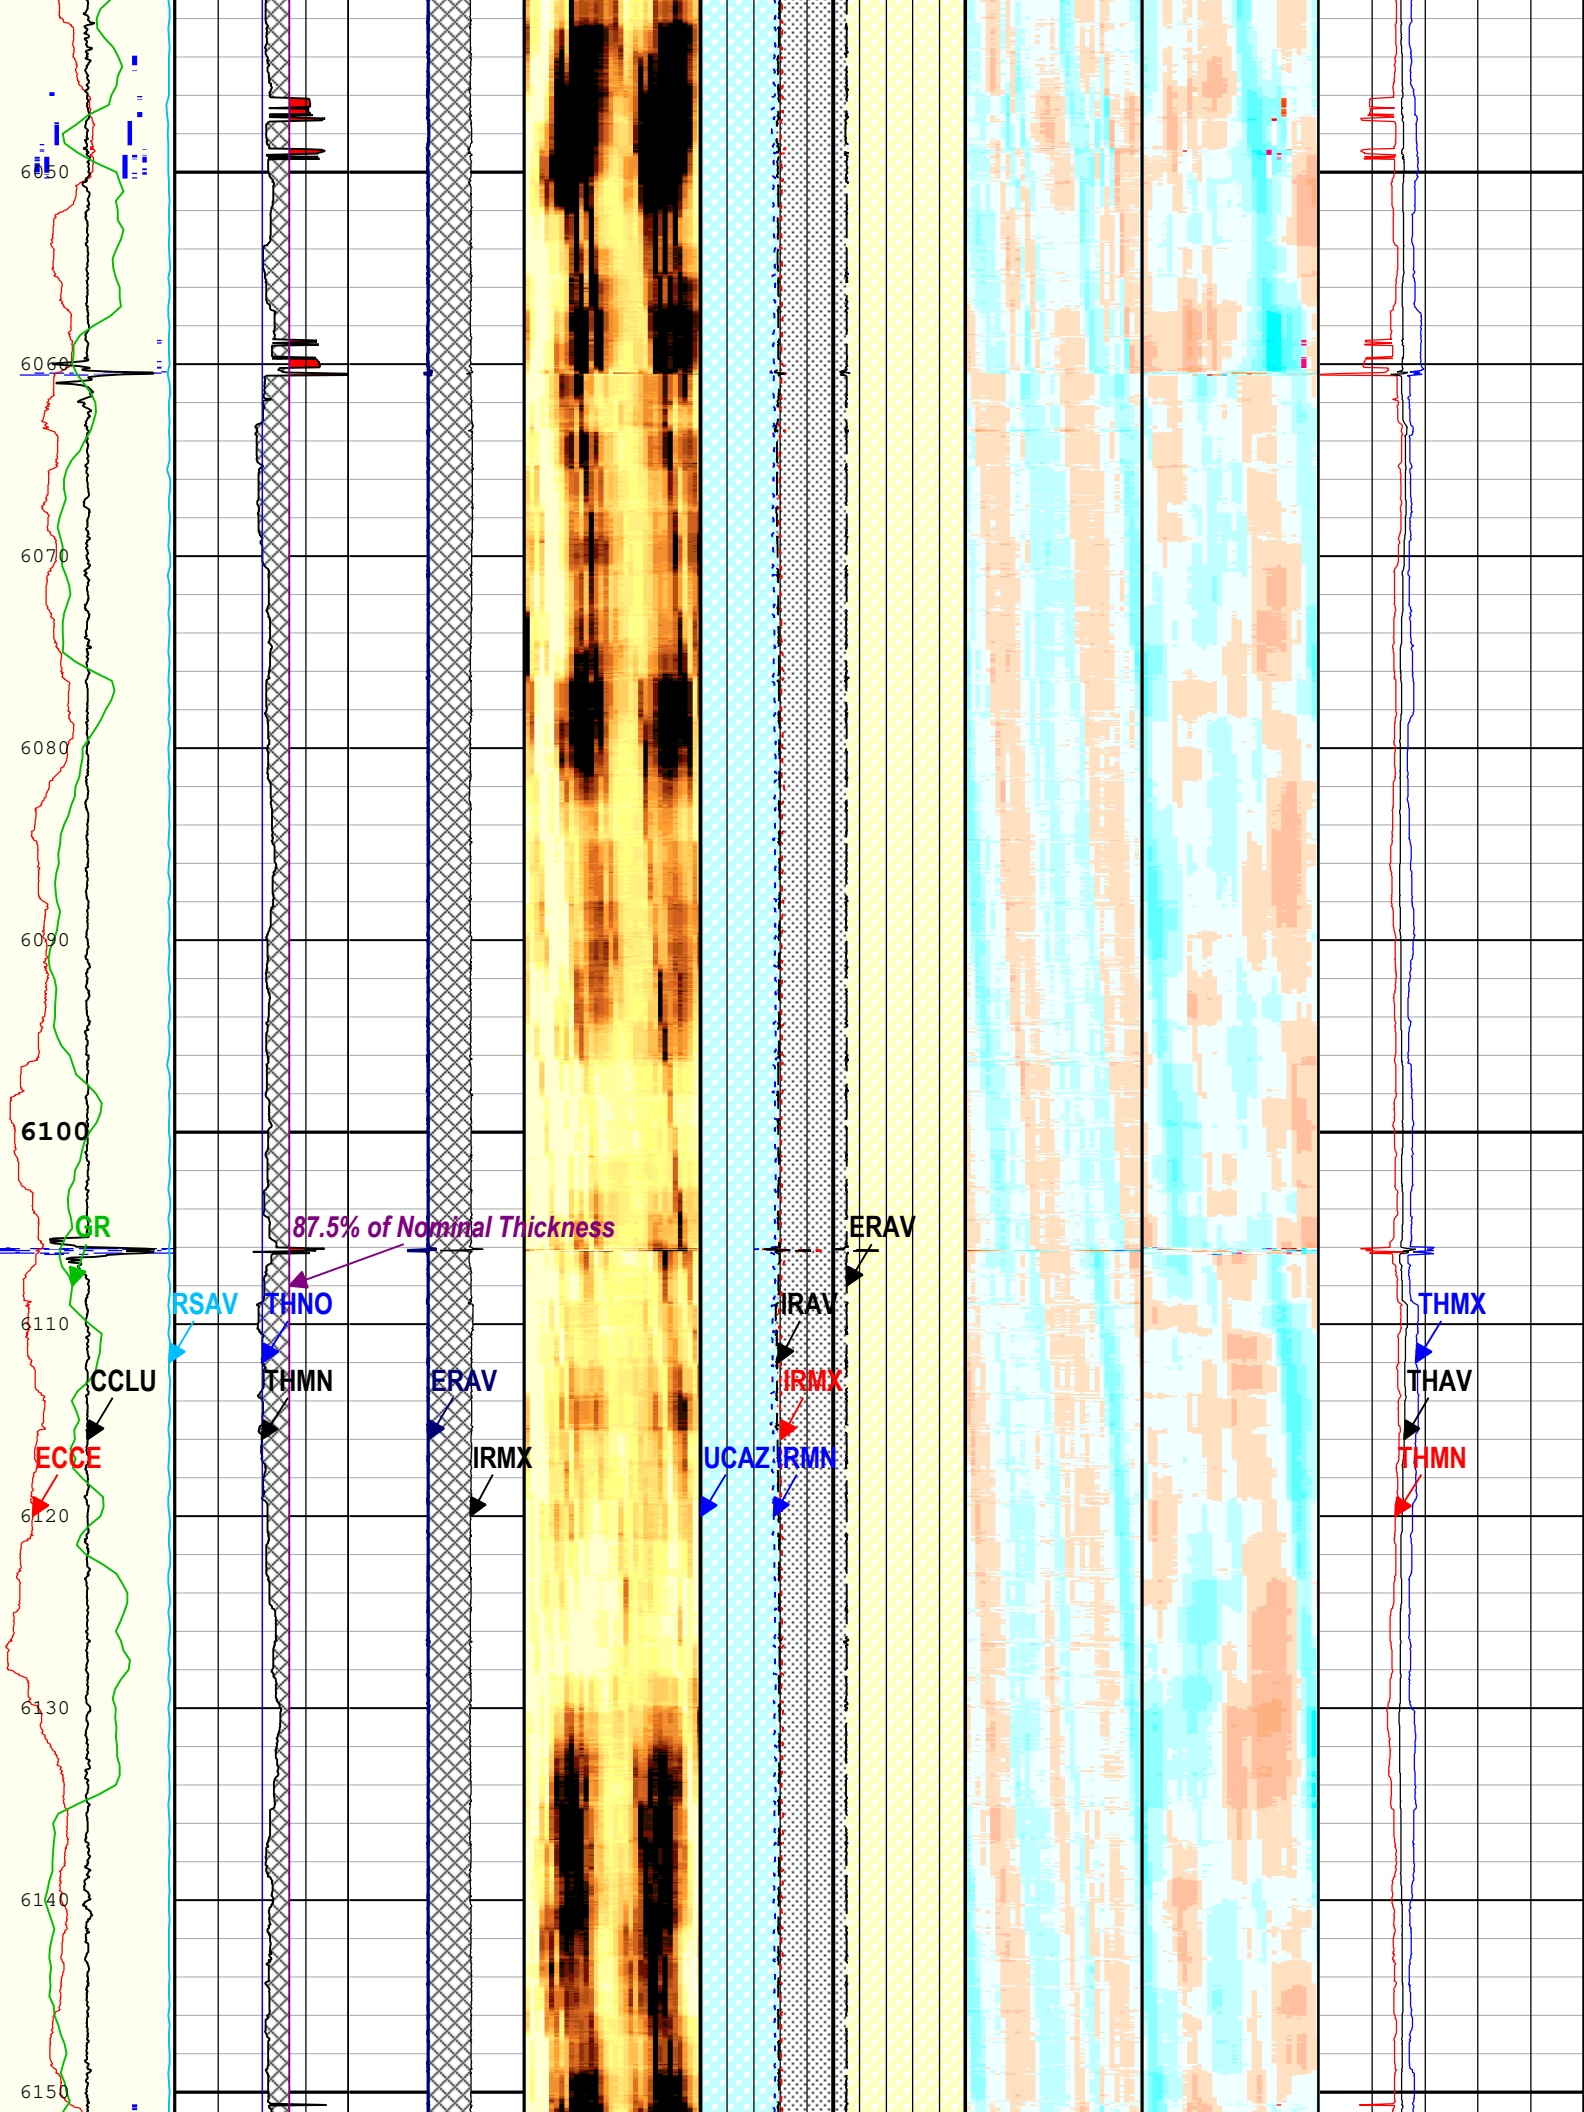 6050
6060
6070
6080
6090
6100
GR
87.5% of Nominal Thickness
ERAV
RSAV
THNO
IRAV
THMX
6110
CCLU
THMN
ERAV
IRMX
THAV
ECCE
IRMX
UCAZ
IRMN
THMN
6120
6130
6140
6150